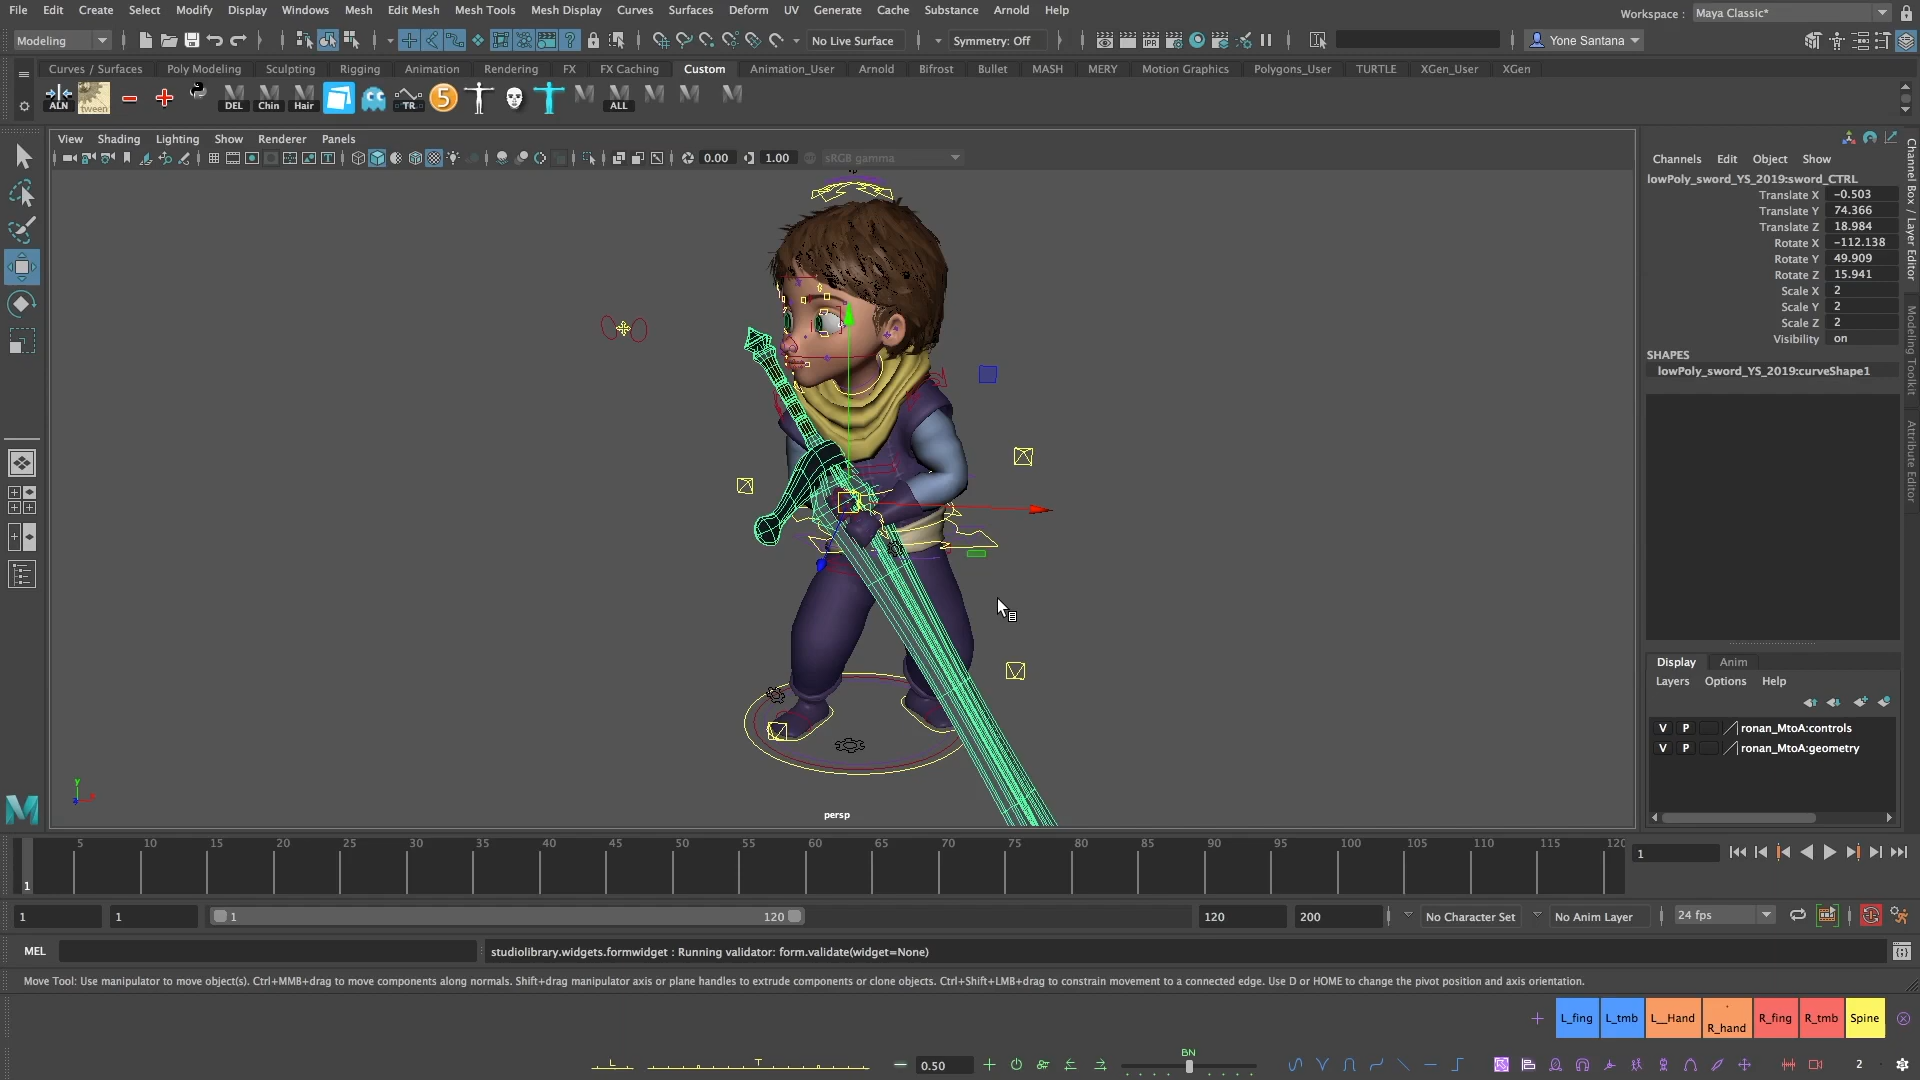 File Edit Create Select Modify Display Windows Mesh Edit Mesh Mesh Tools Mesh Display Curves Surfaces Deform UV Generate Cache Substance Arnold Help
Workspace : Maya Classic*
Modeling No Live Surface Symmetry: Off Yone Santana
Curves / Surfaces Poly Modeling Sculpting Rigging Animation Rendering FX FX Caching Custom Animation_User Arnold Bifrost Bullet MASH MERY Motion Graphics Polygons_User TURTLE XGen_User XGen
ALN tween DEL Chin Hair TR. 5 ALL
View Shading Lighting Show Renderer Panels
0.00 1.00 sRGB gamma
Channels Edit Object Show
lowPoly_sword_YS_2019:sword_CTRL
Translate X -0.503
Translate Y 74.366
Translate Z 18.984
Rotate X -112.138
Rotate Y 49.909
Rotate Z 15.941
Scale X 2
Scale Y 2
Scale Z 2
Visibility on
SHAPES
lowPoly_sword_YS_2019:curveShape1
Channel Box / Layer Editor
Modeling Toolkit
Attribute Editor
Display Anim
Layers Options Help
V P ronan_MtoA:controls
V P ronan_MtoA:geometry
persp
5 10 15 20 25 30 35 40 45 50 55 60 65 70 75 80 85 90 95 100 105 110 115 120
1
1
1 1 1 120 120 200 No Character Set No Anim Layer 24 fps
MEL studiolibrary.widgets.formwidget : Running validator: form.validate(widget=None)
Move Tool: Use manipulator to move object(s). Ctrl+MMB+drag to move components along normals. Shift+drag manipulator axis or plane handles to extrude components or clone objects. Ctrl+Shift+LMB+drag to constrain movement to a connected edge. Use D or HOME to change the pivot position and axis orientation.
L_fing L_tmb L__Hand R_hand R_fing R_tmb Spine
L T 0.50 BN 2